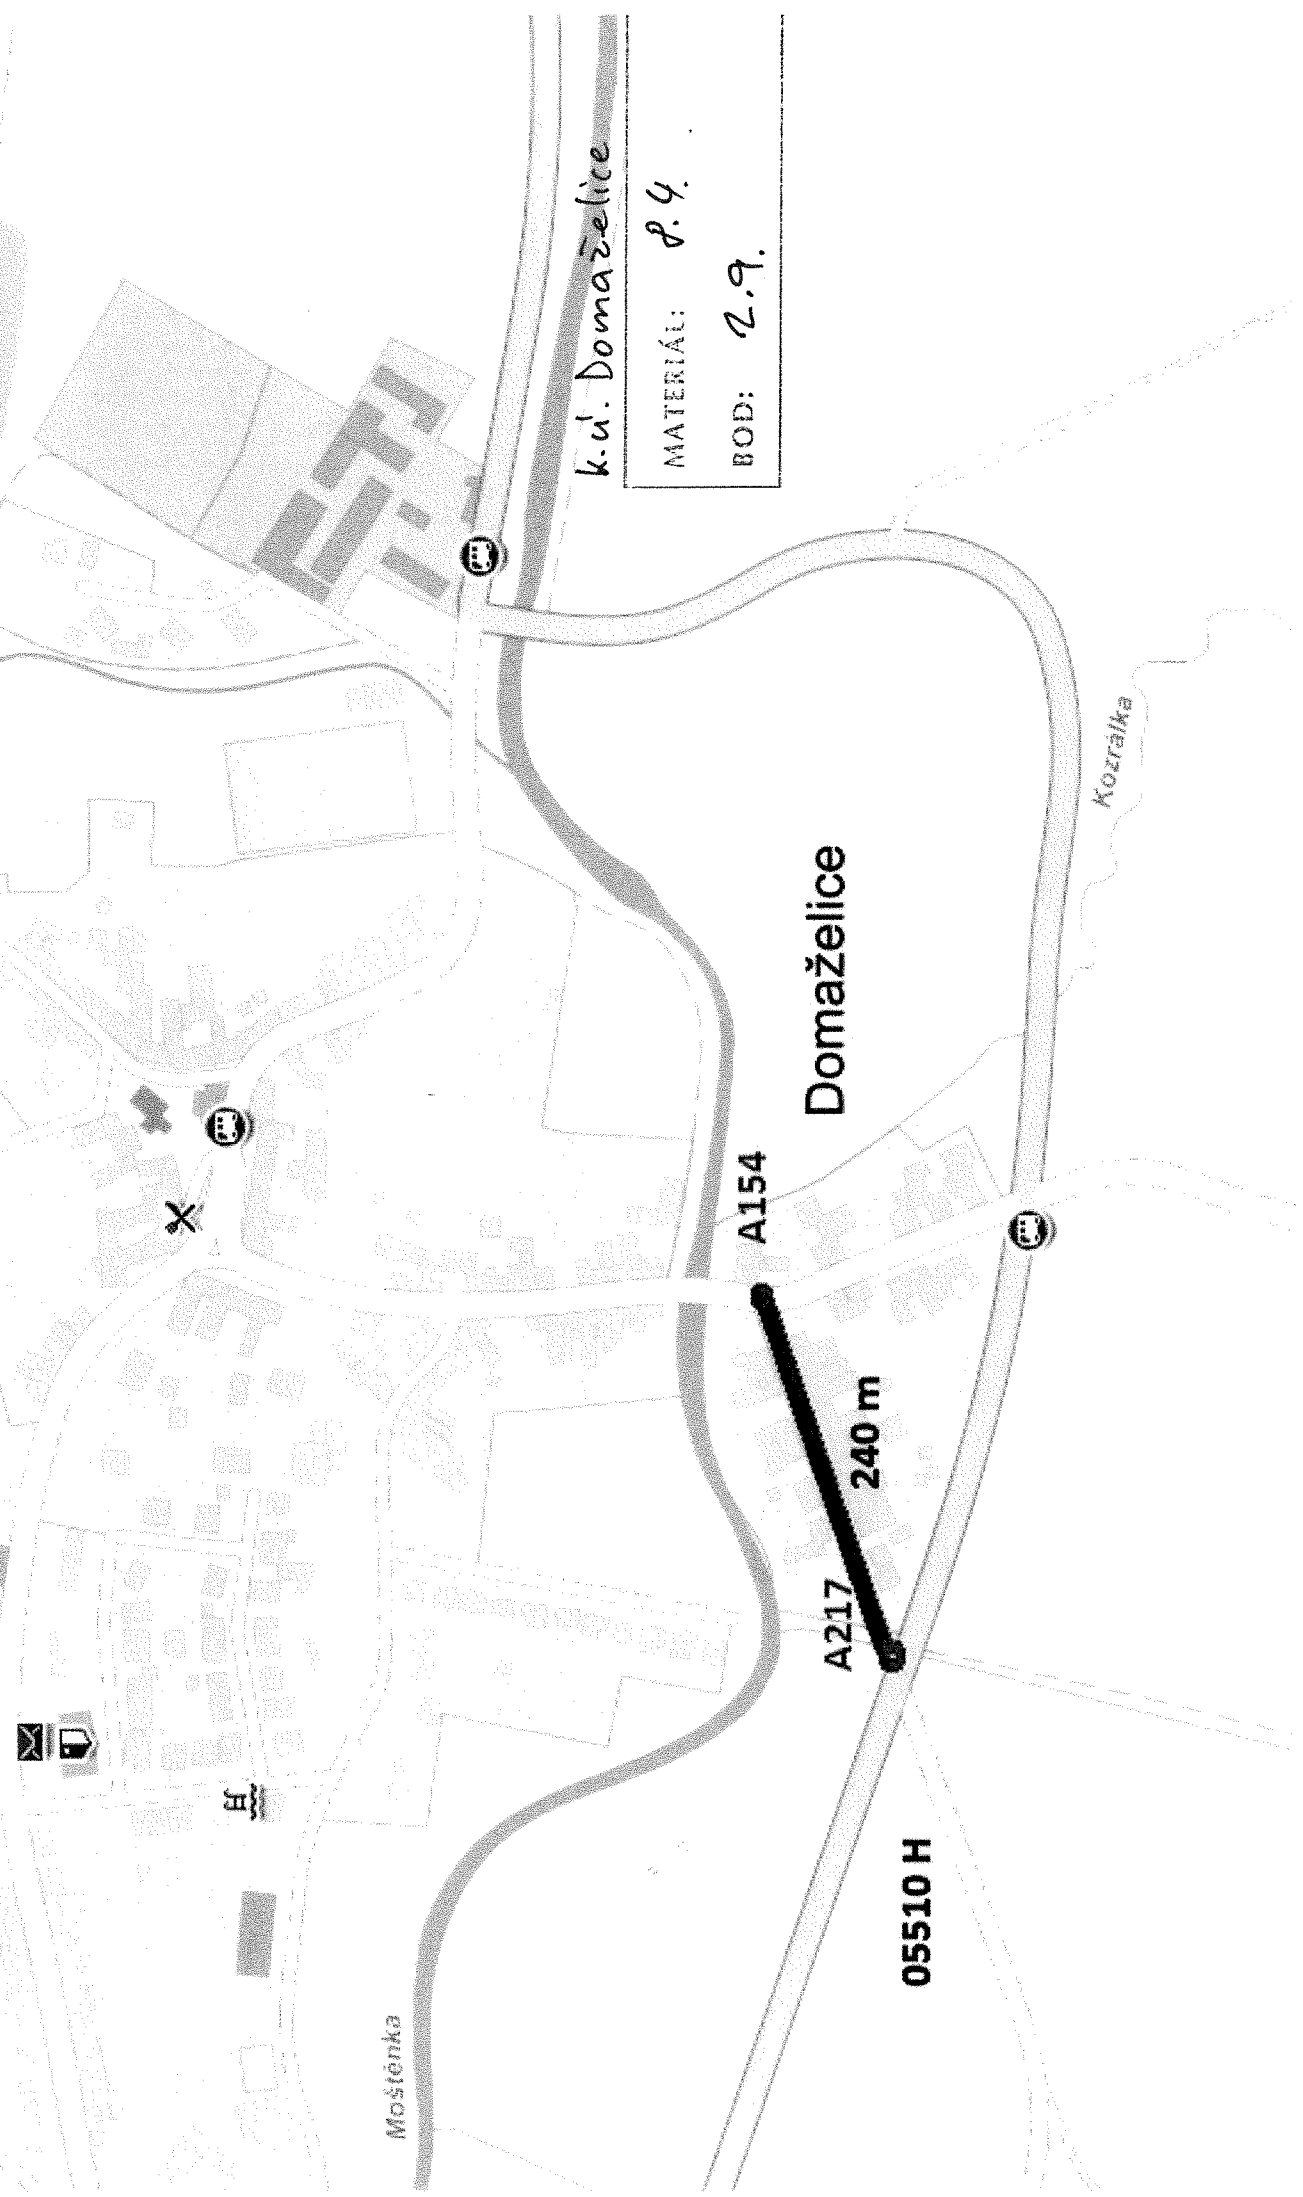 k.ú. Domaželice
MATERIÁL: 8.4.
BOD: 2.9.
Kozrálka
Domaželice
A154
240 m
A217
05510 H
Moštěnka